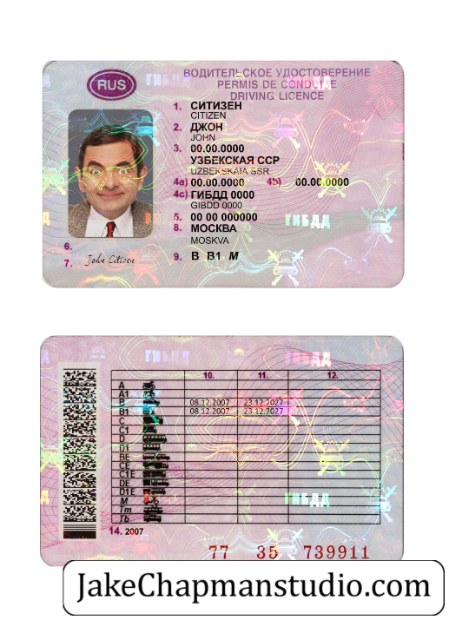 RUS
ВОДИТЕЛЬСКОЕ УДОСТОВЕРЕНИЕ
PERMIS DE CONDUIRE
DRIVING LICENCE
1. СИТИЗЕН
CITIZEN
2. ДЖОН
JOHN
3. 00.00.0000
УЗБЕКСКАЯ ССР
UZBEKSKAIA SSR
4a) 00.00.0000 4b) 00.00.0000
4c) ГИБДД 0000
GIBDD 0000
5. 00 00 000000
8. МОСКВА
MOSKVA
6.
7.
9. B B1 M
ГИБДД
10. 11. 12.
A
A1
B 08.12.2007 23.12.2027
B1 08.12.2007 23.12.2027
C
C1
D
D1
BE
CE
C1E
DE
D1E
M
Tm
Tb
ГИБДД
14. 2007
77 35 739911
JakeChapmanstudio.com